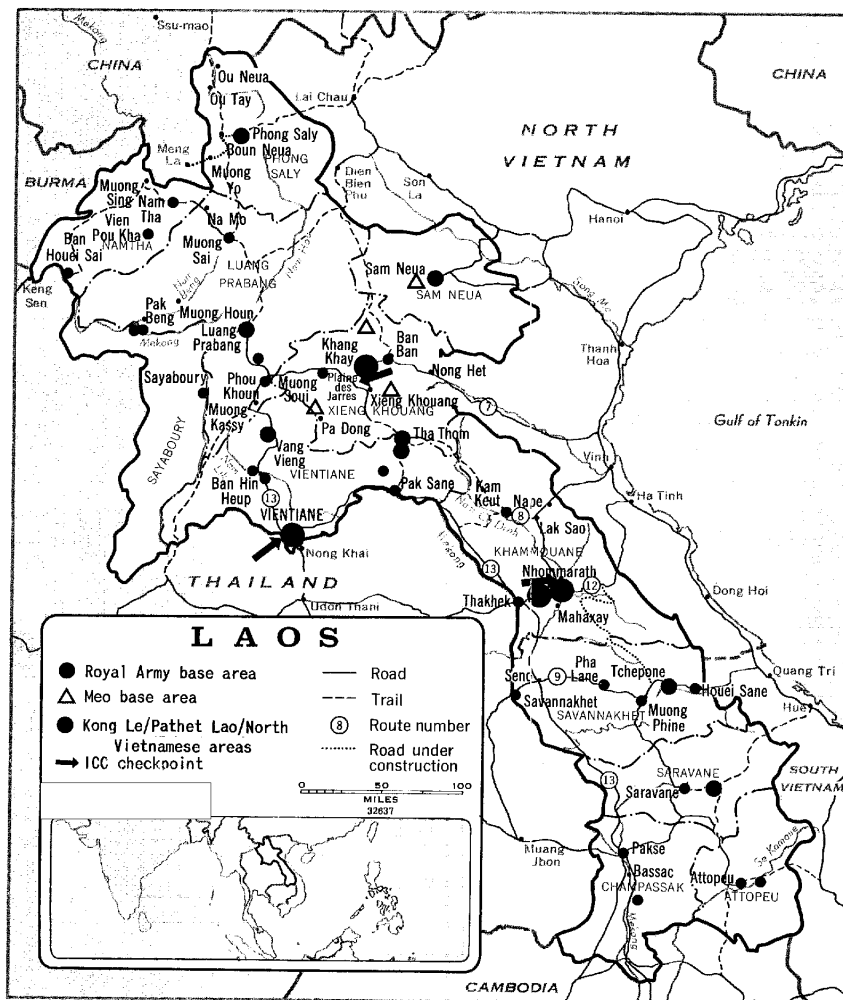 Mekong
Ssu-mao
CHINA
CHINA
Ou Neua
Ou Tay
Lai Chau
NORTH
VIETNAM
Phong Saly
Boun Neua
Meng
La
PHONG
SALY
Muong
Yo
BURMA
Dien
Bien
Phu
Son
La
Muong
Sing
Nam
Tha
Hanoi
Na Mo
Vien
Pou Kha
NAMTHA
Ban
Houei Sai
Muong
Sai
LUANG
PRABANG
Sam Neua
SAM NEUA
Keng
Sen
Nam
Beng
Song Ma
Pak
Beng
Mekong
Muong Houn
Luang
Prabang
Khang
Khay
Ban
Ban
Thanh
Hoa
Nong Het
Sayaboury
Phou
Khoun
Muong
Soui
Plaine
des
Jarres
Xieng Khouang
XIENG KHOUANG
7
Gulf of Tonkin
Muong
Kassy
Pa Dong
SAYABOURY
Tha Thom
Vang
Vieng
VIENTIANE
Vinh
Ban Hin
Heup
Pak Sane
Kam
Keut
Nape
8
Ha Tinh
13
VIENTIANE
Lak Sao
Nong Khai
KHAMMOUANE
THAILAND
Mekong
13
Nhommarath
12
Udon Thani
Thakhek
Mahaxay
Dong Hoi
LAOS
Royal Army base area
Meo base area
Kong Le/Pathet Lao/North
Vietnamese areas
ICC checkpoint
Road
Trail
8 Route number
Road under
construction
0 50 100
MILES
32637
Seno
9
Pha
Lane
Tchepone
Houei Sane
Quang Tri
Hue
Savannakhet
SAVANNAKHET
Muong
Phine
13
SARAVANE
Saravane
SOUTH
VIETNAM
Muang
Jbon
Pakse
Bassac
CHAMPASSAK
Attopeu
ATTOPEU
Se Kamane
Mekong
CAMBODIA